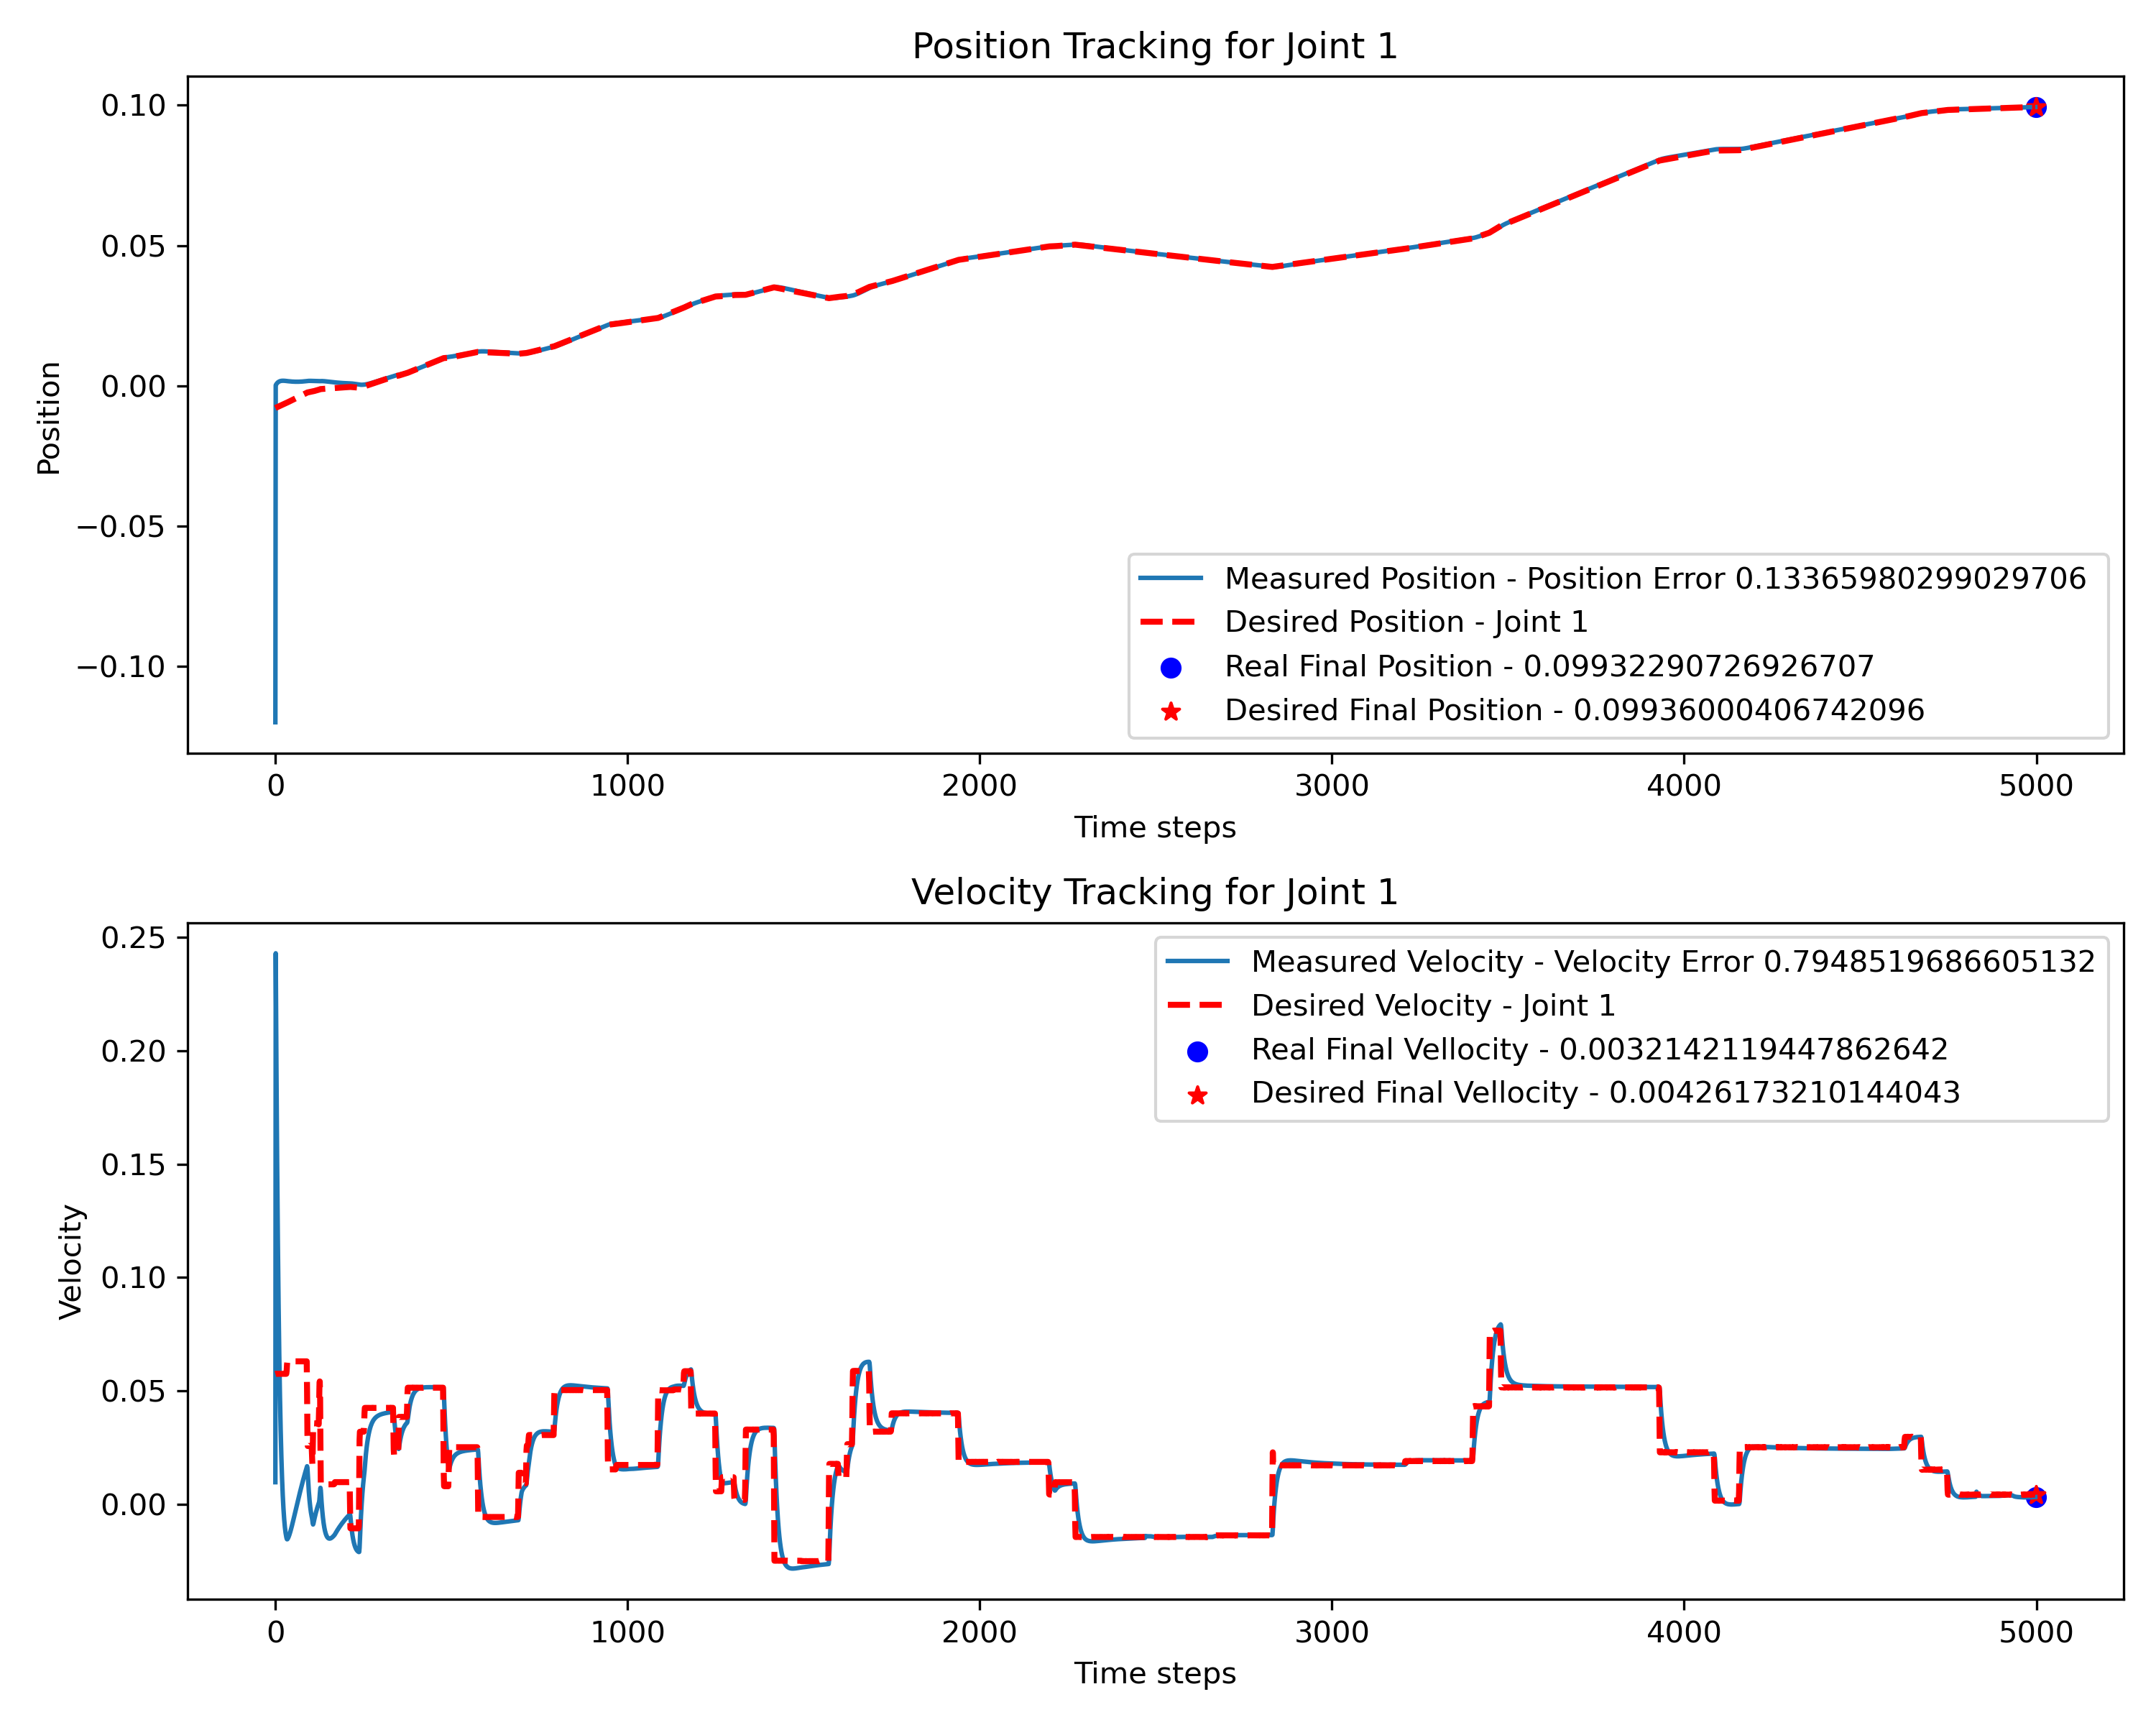 Position Tracking for Joint 1
0.10
0.05
0.00
−0.05
−0.10
Position
Measured Position - Position Error 0.13365980299029706
Desired Position - Joint 1
Real Final Position - 0.09932290726926707
Desired Final Position - 0.09936000406742096
0 1000 2000 3000 4000 5000
Time steps
Velocity Tracking for Joint 1
0.25
0.20
0.15
0.10
0.05
0.00
Velocity
Measured Velocity - Velocity Error 0.7948519686605132
Desired Velocity - Joint 1
Real Final Vellocity - 0.0032142119447862642
Desired Final Vellocity - 0.00426173210144043
0 1000 2000 3000 4000 5000
Time steps